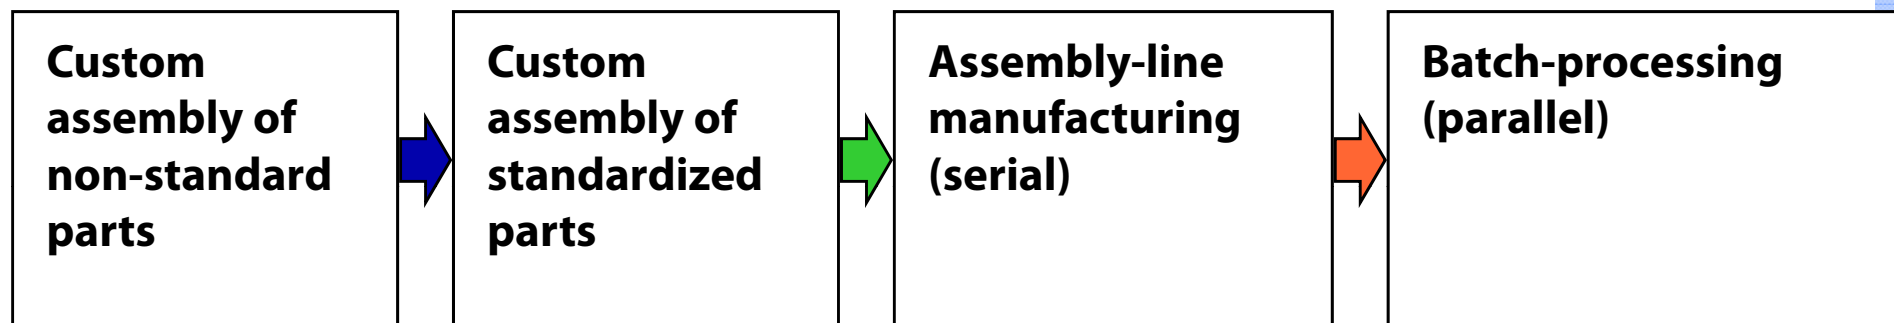 Custom
assembly of
non-standard
parts
Custom
assembly of
standardized
parts
Assembly-line
manufacturing
(serial)
Batch-processing
(parallel)